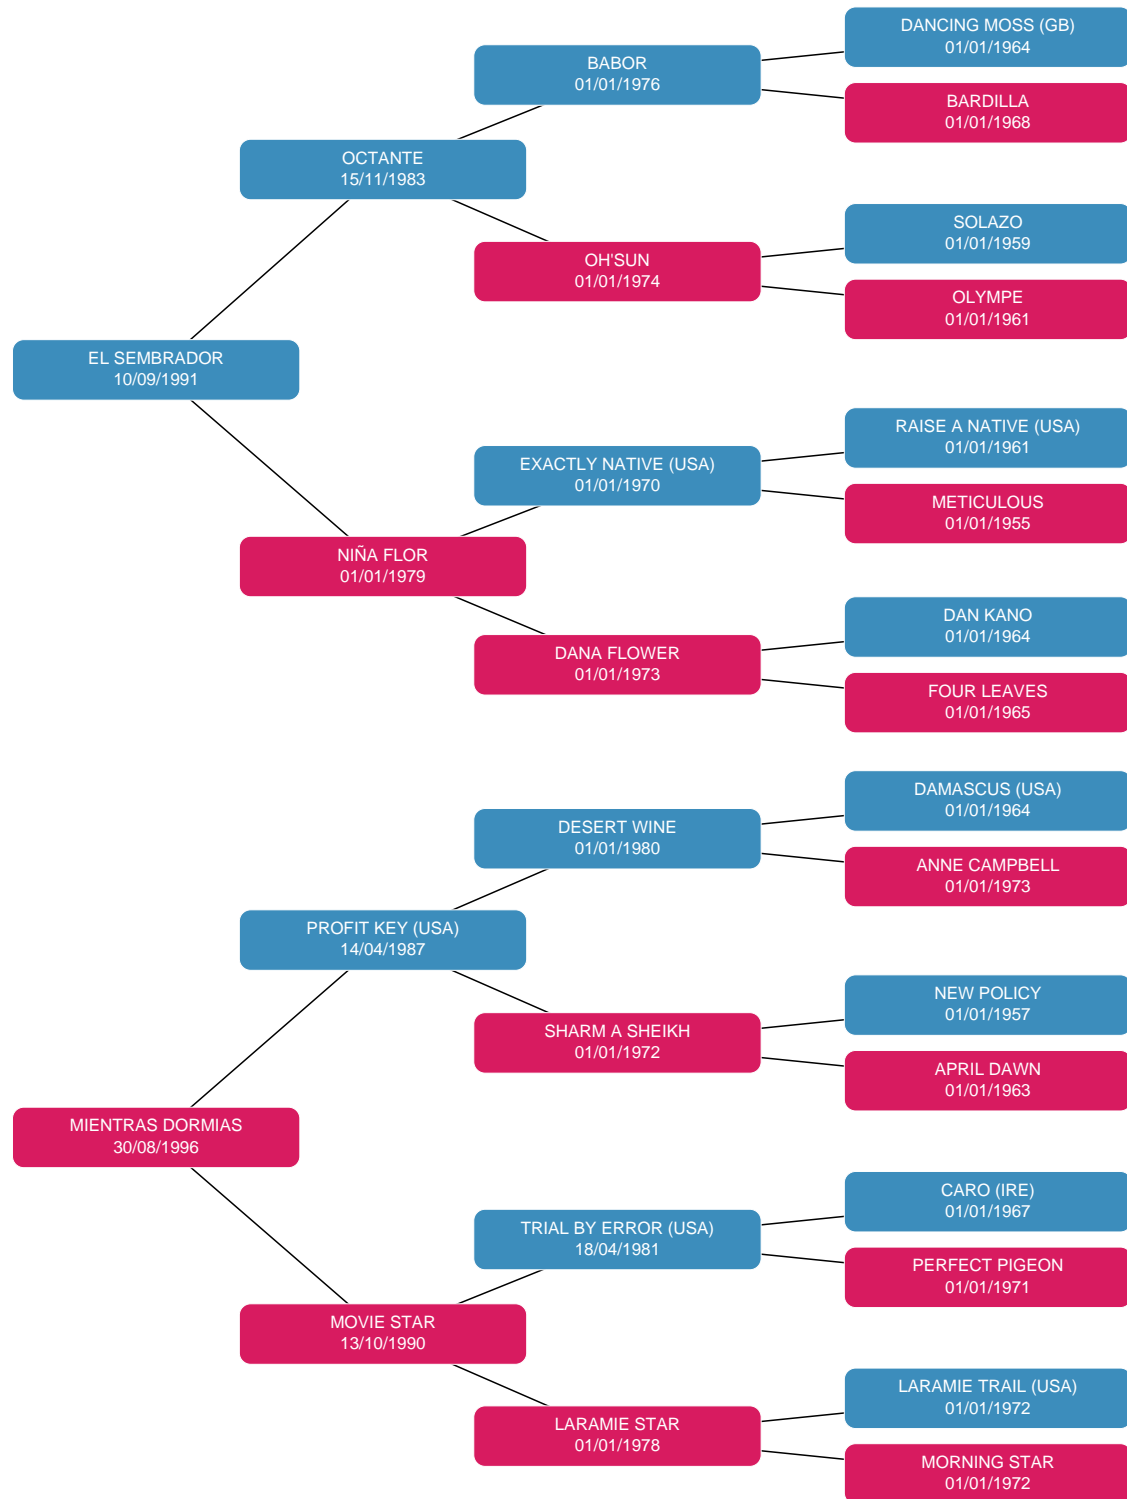 DANCING MOSS (GB)
01/01/1964
BABOR
01/01/1976
BARDILLA
01/01/1968
OCTANTE
15/11/1983
SOLAZO
01/01/1959
OH'SUN
01/01/1974
OLYMPE
01/01/1961
EL SEMBRADOR
10/09/1991
RAISE A NATIVE (USA)
01/01/1961
EXACTLY NATIVE (USA)
01/01/1970
METICULOUS
01/01/1955
NIÑA FLOR
01/01/1979
DAN KANO
01/01/1964
DANA FLOWER
01/01/1973
FOUR LEAVES
01/01/1965
DAMASCUS (USA)
01/01/1964
DESERT WINE
01/01/1980
ANNE CAMPBELL
01/01/1973
PROFIT KEY (USA)
14/04/1987
NEW POLICY
01/01/1957
SHARM A SHEIKH
01/01/1972
APRIL DAWN
01/01/1963
MIENTRAS DORMIAS
30/08/1996
CARO (IRE)
01/01/1967
TRIAL BY ERROR (USA)
18/04/1981
PERFECT PIGEON
01/01/1971
MOVIE STAR
13/10/1990
LARAMIE TRAIL (USA)
01/01/1972
LARAMIE STAR
01/01/1978
MORNING STAR
01/01/1972